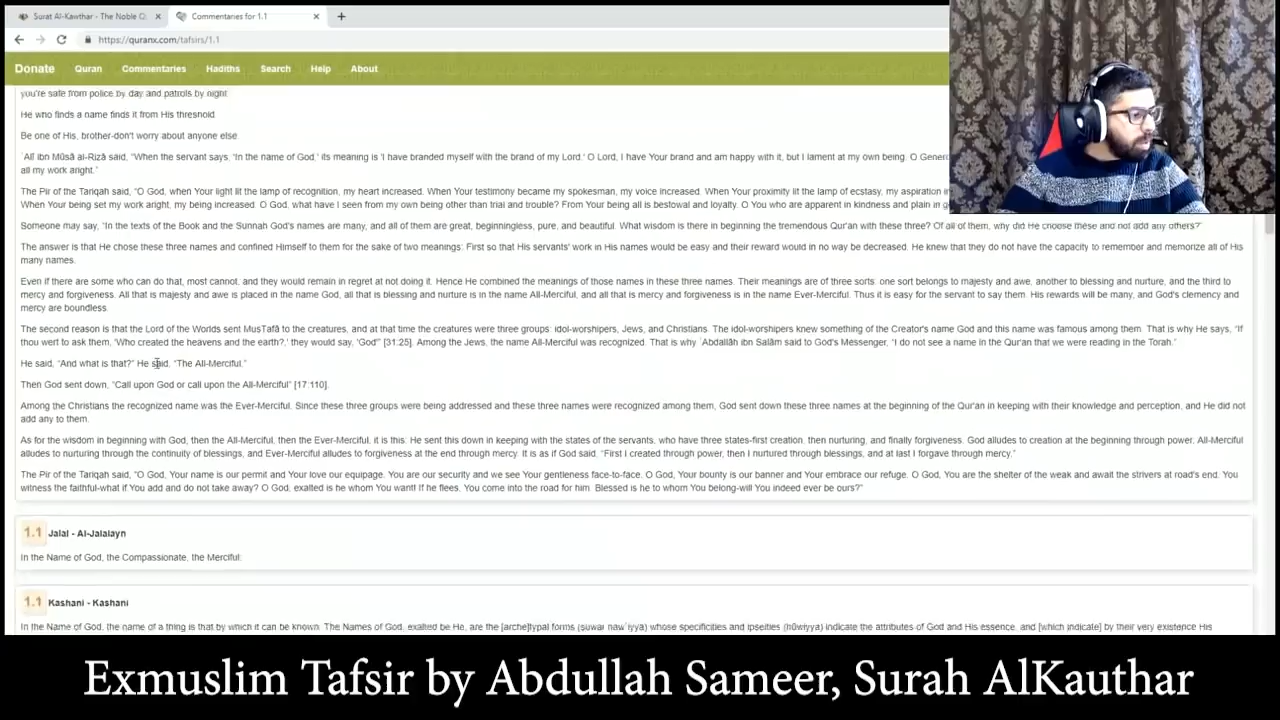 Surat Al-Kawthar - The Noble Q
Commentaries for 1.1
https://quranx.com/tafsirs/1.1
Donate Quran Commentaries Hadiths Search Help About
you're safe from police by day and patrols by night
He who finds a name finds it from His
Be one of His, brother-don't worry about anyone else
`Alī ibn Mūsā al-Riẓā said, "When the servant says, 'In the name of God,' its meaning is 'I have branded myself with the brand of my Lord.' O Lord, I have Your brand and am happy with it, but I lament at my own being. O Gener
all my work aright."
The Pir of the Tariqah said, "O God, when Your light lit the lamp of recognition, my heart increased. When Your testimony became my spokesman, my voice increased. When Your proximity lit the lamp of ecstasy, my aspiration in
When Your being set my work aright, my being increased. O God, what have I seen from my own being other than trial and trouble? From Your being all is bestowal and loyalty. O You who are apparent in kindness and plain in g
Someone may say, "In the texts of the Book and the Sunnah God's names are many, and all of them are great, beginningless, pure, and beautiful. What wisdom is there in beginning the tremendous Qur'an with these three? Of all of them, why did He choose these and not add any others?"
The answer is that He chose these three names and confined Himself to them for the sake of two meanings: First so that His servants' work in His names would be easy and their reward would in no way be decreased. He knew that they do not have the capacity to remember and memorize all of His
many names.
Even if there are some who can do that, most cannot, and they would remain in regret at not doing it. Hence He combined the meanings of those names in these three names. Their meanings are of three sorts: one sort belongs to majesty and awe, another to blessing and nurture, and the third to
mercy and forgiveness. All that is majesty and awe is placed in the name God, all that is blessing and nurture is in the name All-Merciful, and all that is mercy and forgiveness is in the name Ever-Merciful. Thus it is easy for the servant to say them. His rewards will be many, and God's clemency and
mercy are boundless.
The second reason is that the Lord of the Worlds sent MusTafā to the creatures, and at that time the creatures were three groups: idol-worshipers, Jews, and Christians. The idol-worshipers knew something of the Creator's name God and this name was famous among them. That is why He says, "If
thou wert to ask them, 'Who created the heavens and the earth?,' they would say, 'God'" [31:25]. Among the Jews, the name All-Merciful was recognized. That is why `Abdallāh ibn Salām said to God's Messenger, "I do not see a name in the Qur'an that we were reading in the Torah."
He said, "And what is that?" He said, "The All-Merciful."
Then God sent down, "Call upon God or call upon the All-Merciful" [17:110].
Among the Christians the recognized name was the Ever-Merciful. Since these three groups were being addressed and these three names were recognized among them, God sent down these three names at the beginning of the Qur'an in keeping with their knowledge and perception, and He did not
add any to them.
As for the wisdom in beginning with God, then the All-Merciful, then the Ever-Merciful, it is this: He sent this down in keeping with the states of the servants, who have three states-first creation, then nurturing, and finally forgiveness. God alludes to creation at the beginning through power, All-Merciful
alludes to nurturing through the continuity of blessings, and Ever-Merciful alludes to forgiveness at the end through mercy. It is as if God said, "First I created through power, then I nurtured through blessings, and at last I forgave through mercy."
The Pir of the Tariqah said, "O God, Your name is our permit and Your love our equipage. You are our security and we see Your gentleness face-to-face. O God, Your bounty is our banner and Your embrace our refuge. O God, You are the shelter of the weak and await the strivers at road's end. You
witness the faithful-what if You add and do not take away? O God, exalted is he whom You want! If he flees, You come into the road for him. Blessed is he to whom You belong-will You indeed ever be ours?"
1.1 Jalal - Al-Jalalayn
In the Name of God, the Compassionate, the Merciful:
1.1 Kashani - Kashani
In the Name of God, the name of a thing is that by which it can be known. The Names of God, exalted be He, are the [arche]typal forms (ṣuwar nawʿiyya) whose specificities and ipseities (huwiyya) indicate the attributes of God and His essence, and [which indicate] by their very existence His
Exmuslim Tafsir by Abdullah Sameer, Surah AlKauthar